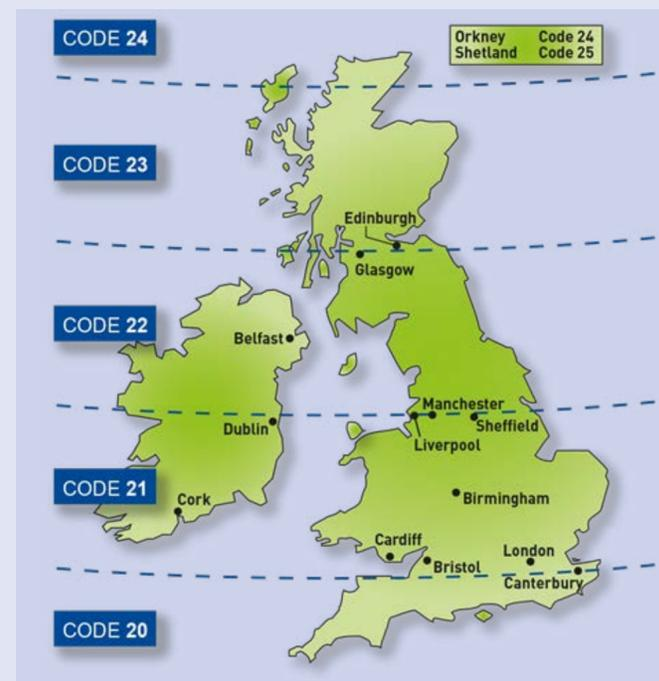 CODE 24
Orkney Code 24
Shetland Code 25
CODE 23
Edinburgh
Glasgow
CODE 22
Belfast
Manchester
Dublin
Sheffield
Liverpool
CODE 21
Cork
Birmingham
Cardiff
London
Bristol
Canterbury
CODE 20